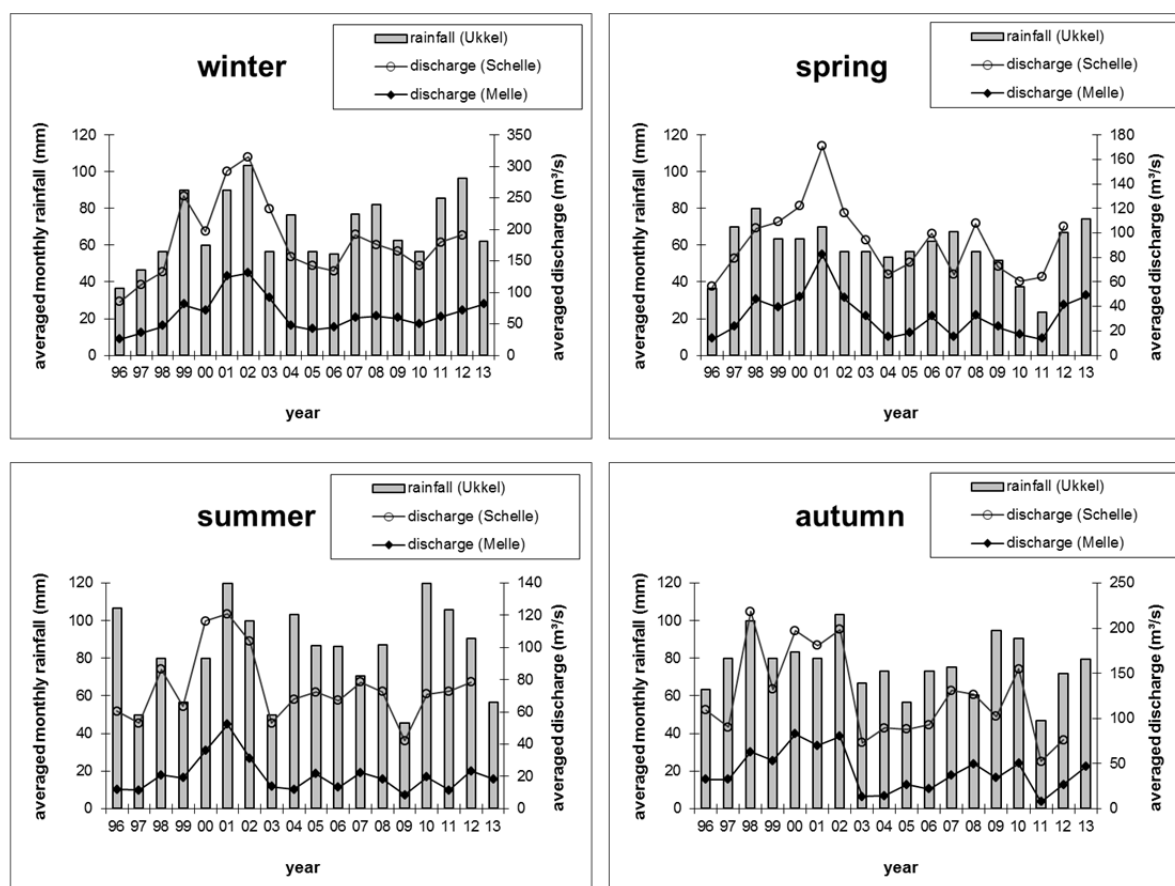 winter
rainfall (Ukkel)
discharge (Schelle)
discharge (Melle)
averaged monthly rainfall (mm)
120
100
80
60
40
20
0
350
300
250
200
150
100
50
0
averaged discharge (m³/s)
96 97 98 99 00 01 02 03 04 05 06 07 08 09 10 11 12 13
year
spring
rainfall (Ukkel)
discharge (Schelle)
discharge (Melle)
averaged monthly rainfall (mm)
120
100
80
60
40
20
0
180
160
140
120
100
80
60
40
20
0
averaged discharge (m³/s)
96 97 98 99 00 01 02 03 04 05 06 07 08 09 10 11 12 13
year
summer
rainfall (Ukkel)
discharge (Schelle)
discharge (Melle)
averaged monthly rainfall (mm)
120
100
80
60
40
20
0
140
120
100
80
60
40
20
0
averaged discharge (m³/s)
96 97 98 99 00 01 02 03 04 05 06 07 08 09 10 11 12 13
year
autumn
rainfall (Ukkel)
discharge (Schelle)
discharge (Melle)
averaged monthly rainfall (mm)
120
100
80
60
40
20
0
250
200
150
100
50
0
averaged discharge (m³/s)
96 97 98 99 00 01 02 03 04 05 06 07 08 09 10 11 12 13
year